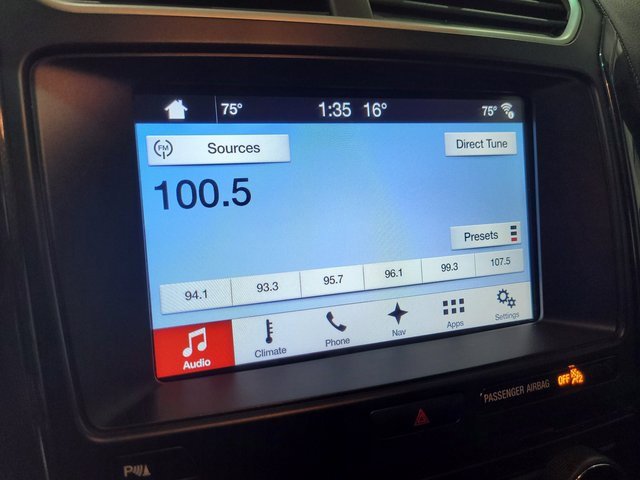 75° 1:35 16° 75°
FM Sources Direct Tune
100.5
Presets
94.1 93.3 95.7 96.1 99.3 107.5
Audio Climate Phone Nav Apps Settings
PASSENGER AIRBAG OFF
P